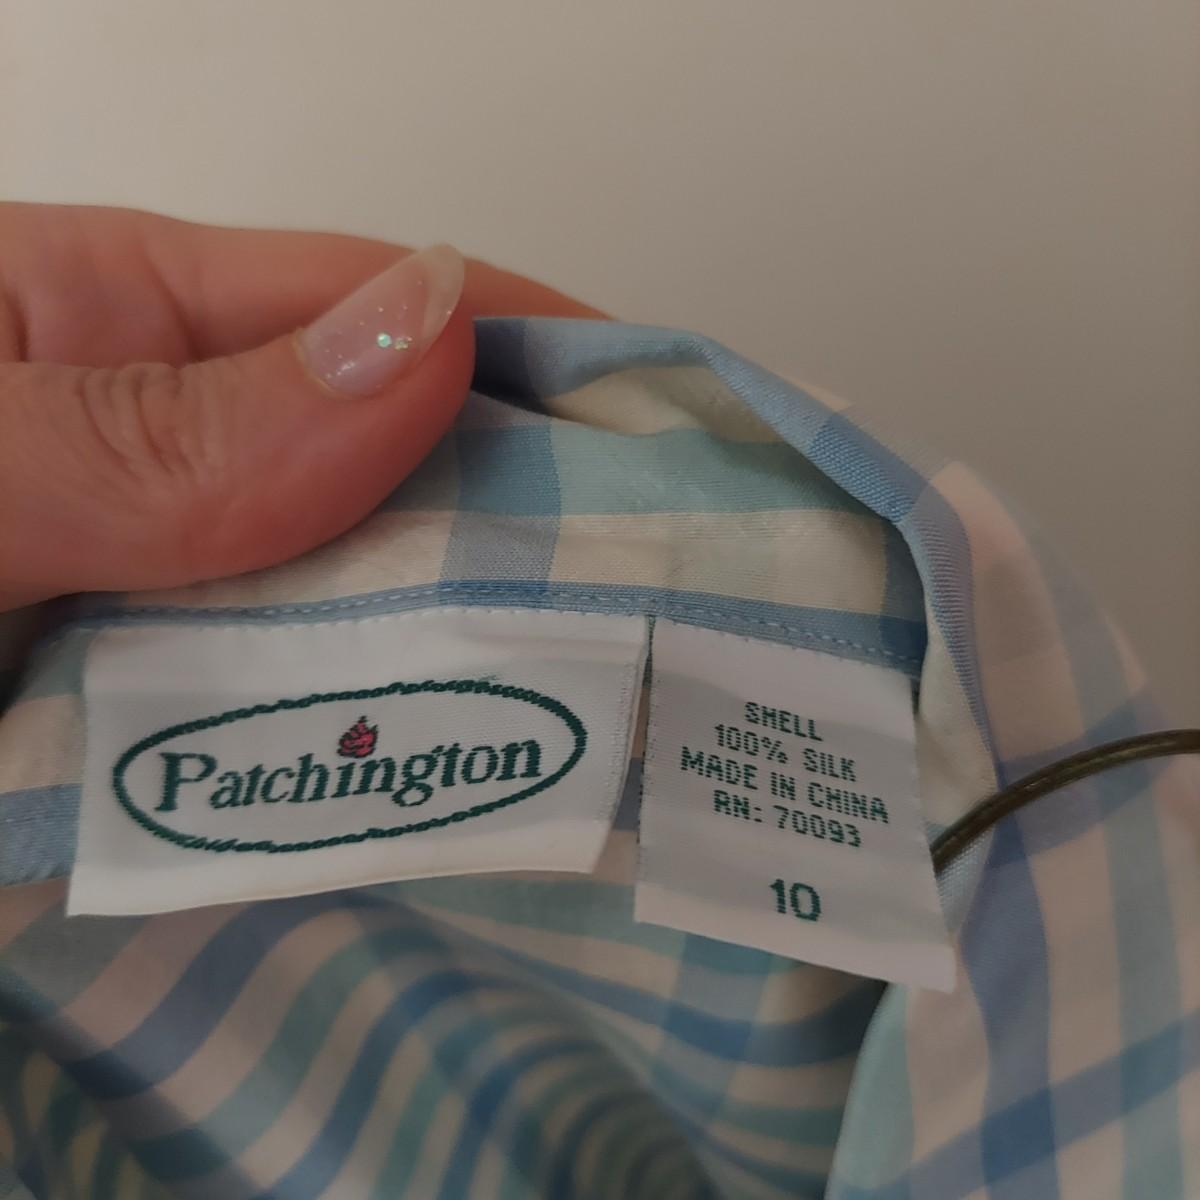 Patchington
SHELL
100% SILK
MADE IN CHINA
RN: 70093
10